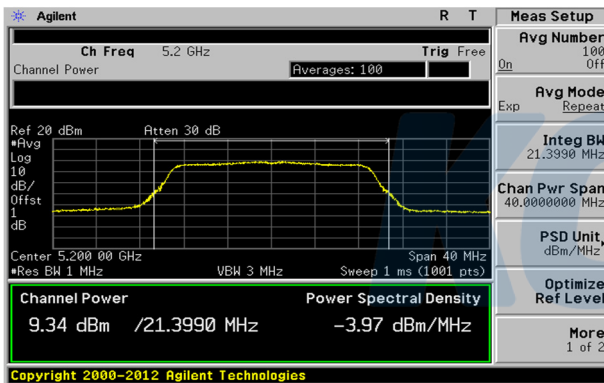 Agilent R T Meas Setup
Ch Freq 5.2 GHz Trig Free
Channel Power Averages: 100
Avg Number
100
On Off
Avg Mode
Exp Repeat
Ref 20 dBm Atten 30 dB
#Avg
Log
10
dB/
Offst
1
dB
Integ BW
21.3990 MHz
Chan Pwr Span
40.0000000 MHz
PSD Unit
dBm/MHz
Center 5.200 00 GHz Span 40 MHz
#Res BW 1 MHz VBW 3 MHz Sweep 1 ms (1001 pts)
Channel Power Power Spectral Density
9.34 dBm /21.3990 MHz -3.97 dBm/MHz
Optimize
Ref Level
More
1 of 2
Copyright 2000-2012 Agilent Technologies